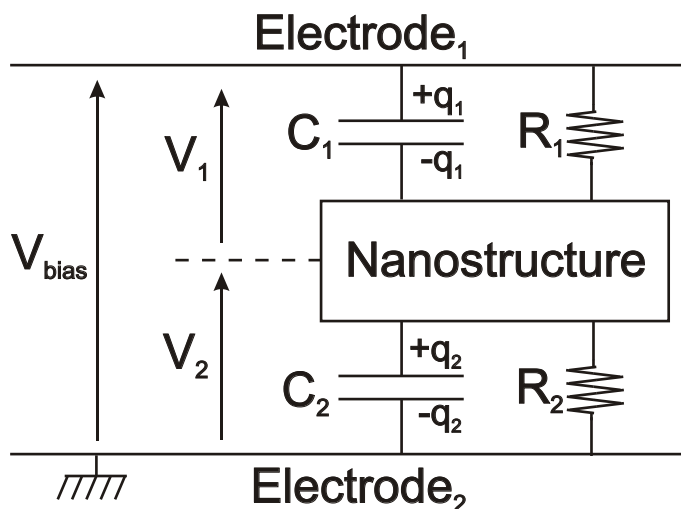 Electrode₁
+q₁
C₁
-q₁
R₁
V₁
Vbias
Nanostructure
V₂
+q₂
C₂
-q₂
R₂
Electrode₂